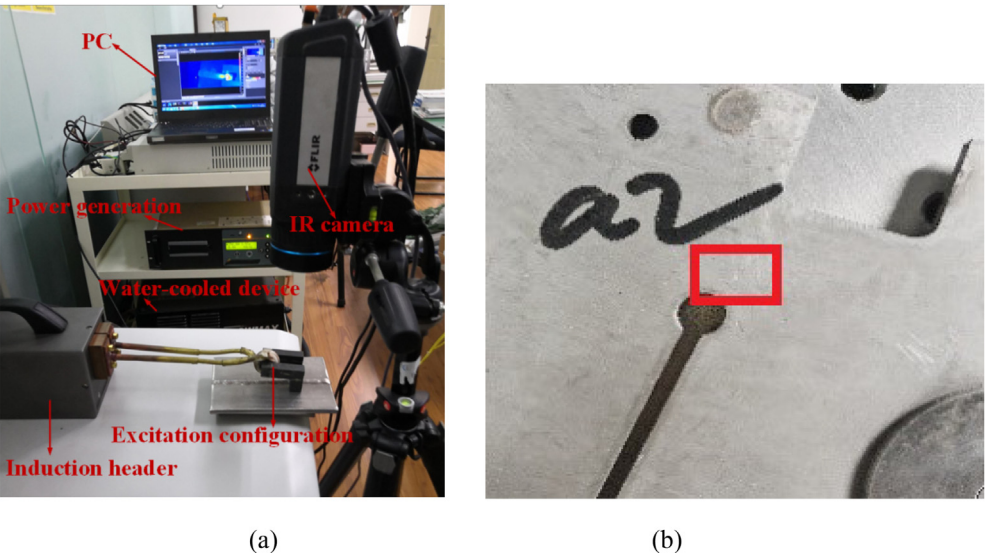 PC
FLIR
Power generation
IR camera
Water-cooled device
Excitation configuration
Induction header
a2
(a)
(b)